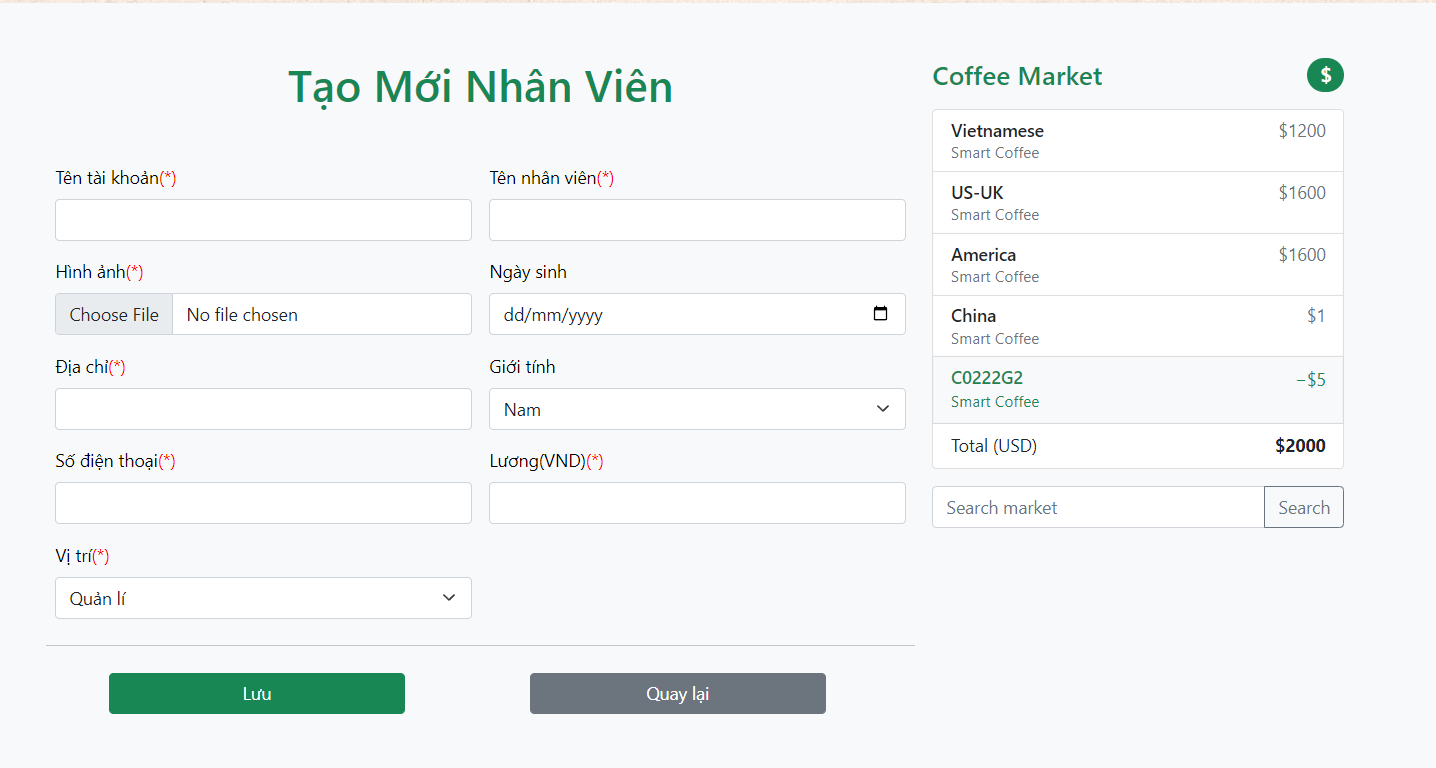 Tạo Mới Nhân Viên
Tên tài khoản(*)
Tên nhân viên(*)
Hình ảnh(*)
Choose File No file chosen
Ngày sinh
dd/mm/yyyy
Địa chỉ(*)
Giới tính
Nam
Số điện thoại(*)
Lương(VND)(*)
Vị trí(*)
Quản lí
Lưu
Quay lại
Coffee Market
$
Vietnamese $1200
Smart Coffee
US-UK $1600
Smart Coffee
America $1600
Smart Coffee
China $1
Smart Coffee
C0222G2 −$5
Smart Coffee
Total (USD) $2000
Search market Search